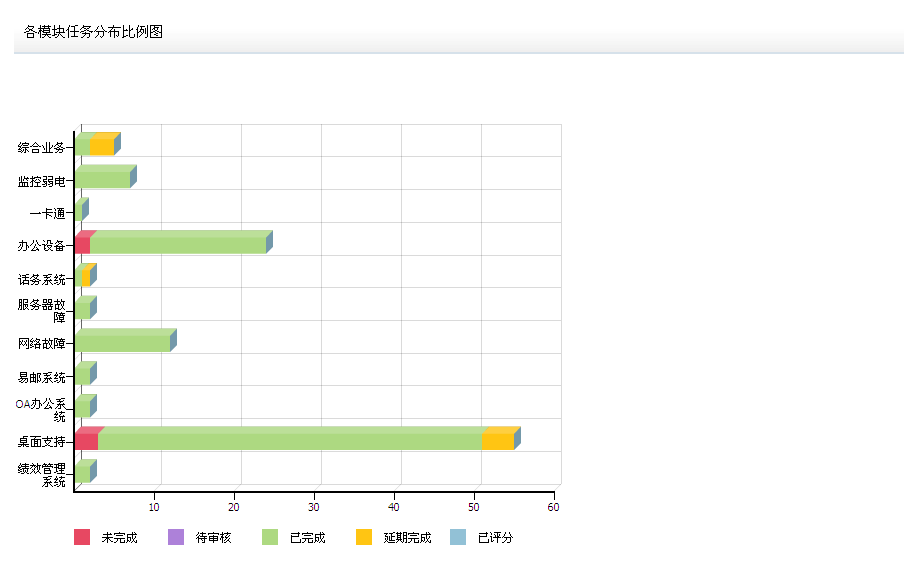 各模块任务分布比例图
综合业务
监控弱电
一卡通
办公设备
话务系统
服务器故
障
网络故障
易邮系统
OA办公系
统
桌面支持
绩效管理
系统
10 20 30 40 50 60
未完成 待审核 已完成 延期完成 已评分